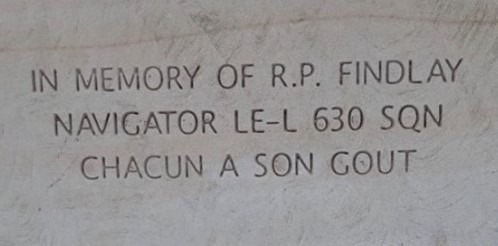 IN MEMORY OF R.P. FINDLAY
NAVIGATOR LE-L 630 SQN
CHACUN A SON GOUT